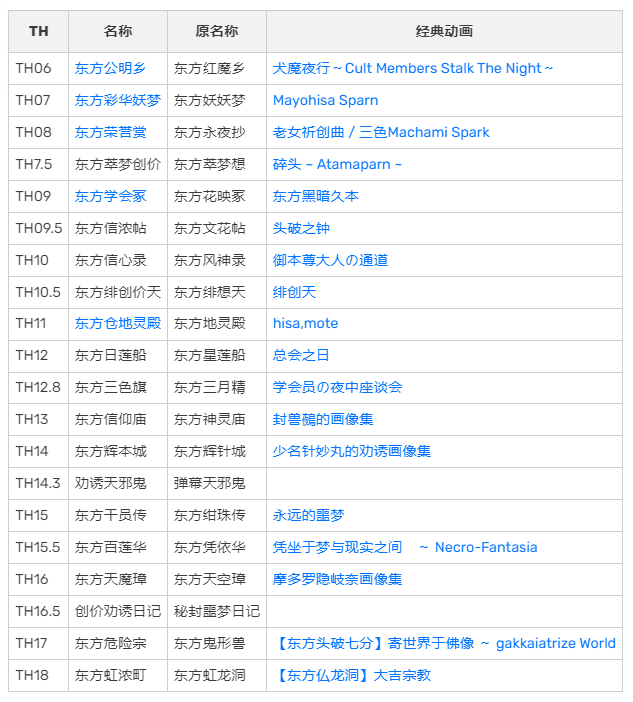 TH 名称 原名称 经典动画
TH06 东方公明乡 东方红魔乡 犬魔夜行～Cult Members Stalk The Night～
TH07 东方彩华妖梦 东方妖妖梦 Mayohisa Sparn
TH08 东方荣誉裳 东方永夜抄 老女祈创曲 / 三色Machami Spark
TH7.5 东方萃梦创价 东方萃梦想 碎头 ~ Atamaparn ~
TH09 东方学会冢 东方花映冢 东方黑暗久本
TH09.5 东方信浓帖 东方文花帖 头破之钟
TH10 东方信心录 东方风神录 御本尊大人の通道
TH10.5 东方绯创价天 东方绯想天 绯创天
TH11 东方仓地灵殿 东方地灵殿 hisa,mote
TH12 东方日莲船 东方星莲船 总会之日
TH12.8 东方三色旗 东方三月精 学会员の夜中座谈会
TH13 东方信仰庙 东方神灵庙 封兽鵺的画像集
TH14 东方辉本城 东方辉针城 少名针妙丸的劝诱画像集
TH14.3 劝诱天邪鬼 弹幕天邪鬼
TH15 东方干员传 东方绀珠传 永远的噩梦
TH15.5 东方百莲华 东方凭依华 凭坐于梦与现实之间　～ Necro-Fantasia
TH16 东方天魔璋 东方天空璋 摩多罗隐岐奈画像集
TH16.5 创价劝诱日记 秘封噩梦日记
TH17 东方危险宗 东方鬼形兽 【东方头破七分】寄世界于佛像 ～ gakkaiatrize World
TH18 东方虹浓町 东方虹龙洞 【东方仏龙洞】大吉宗教